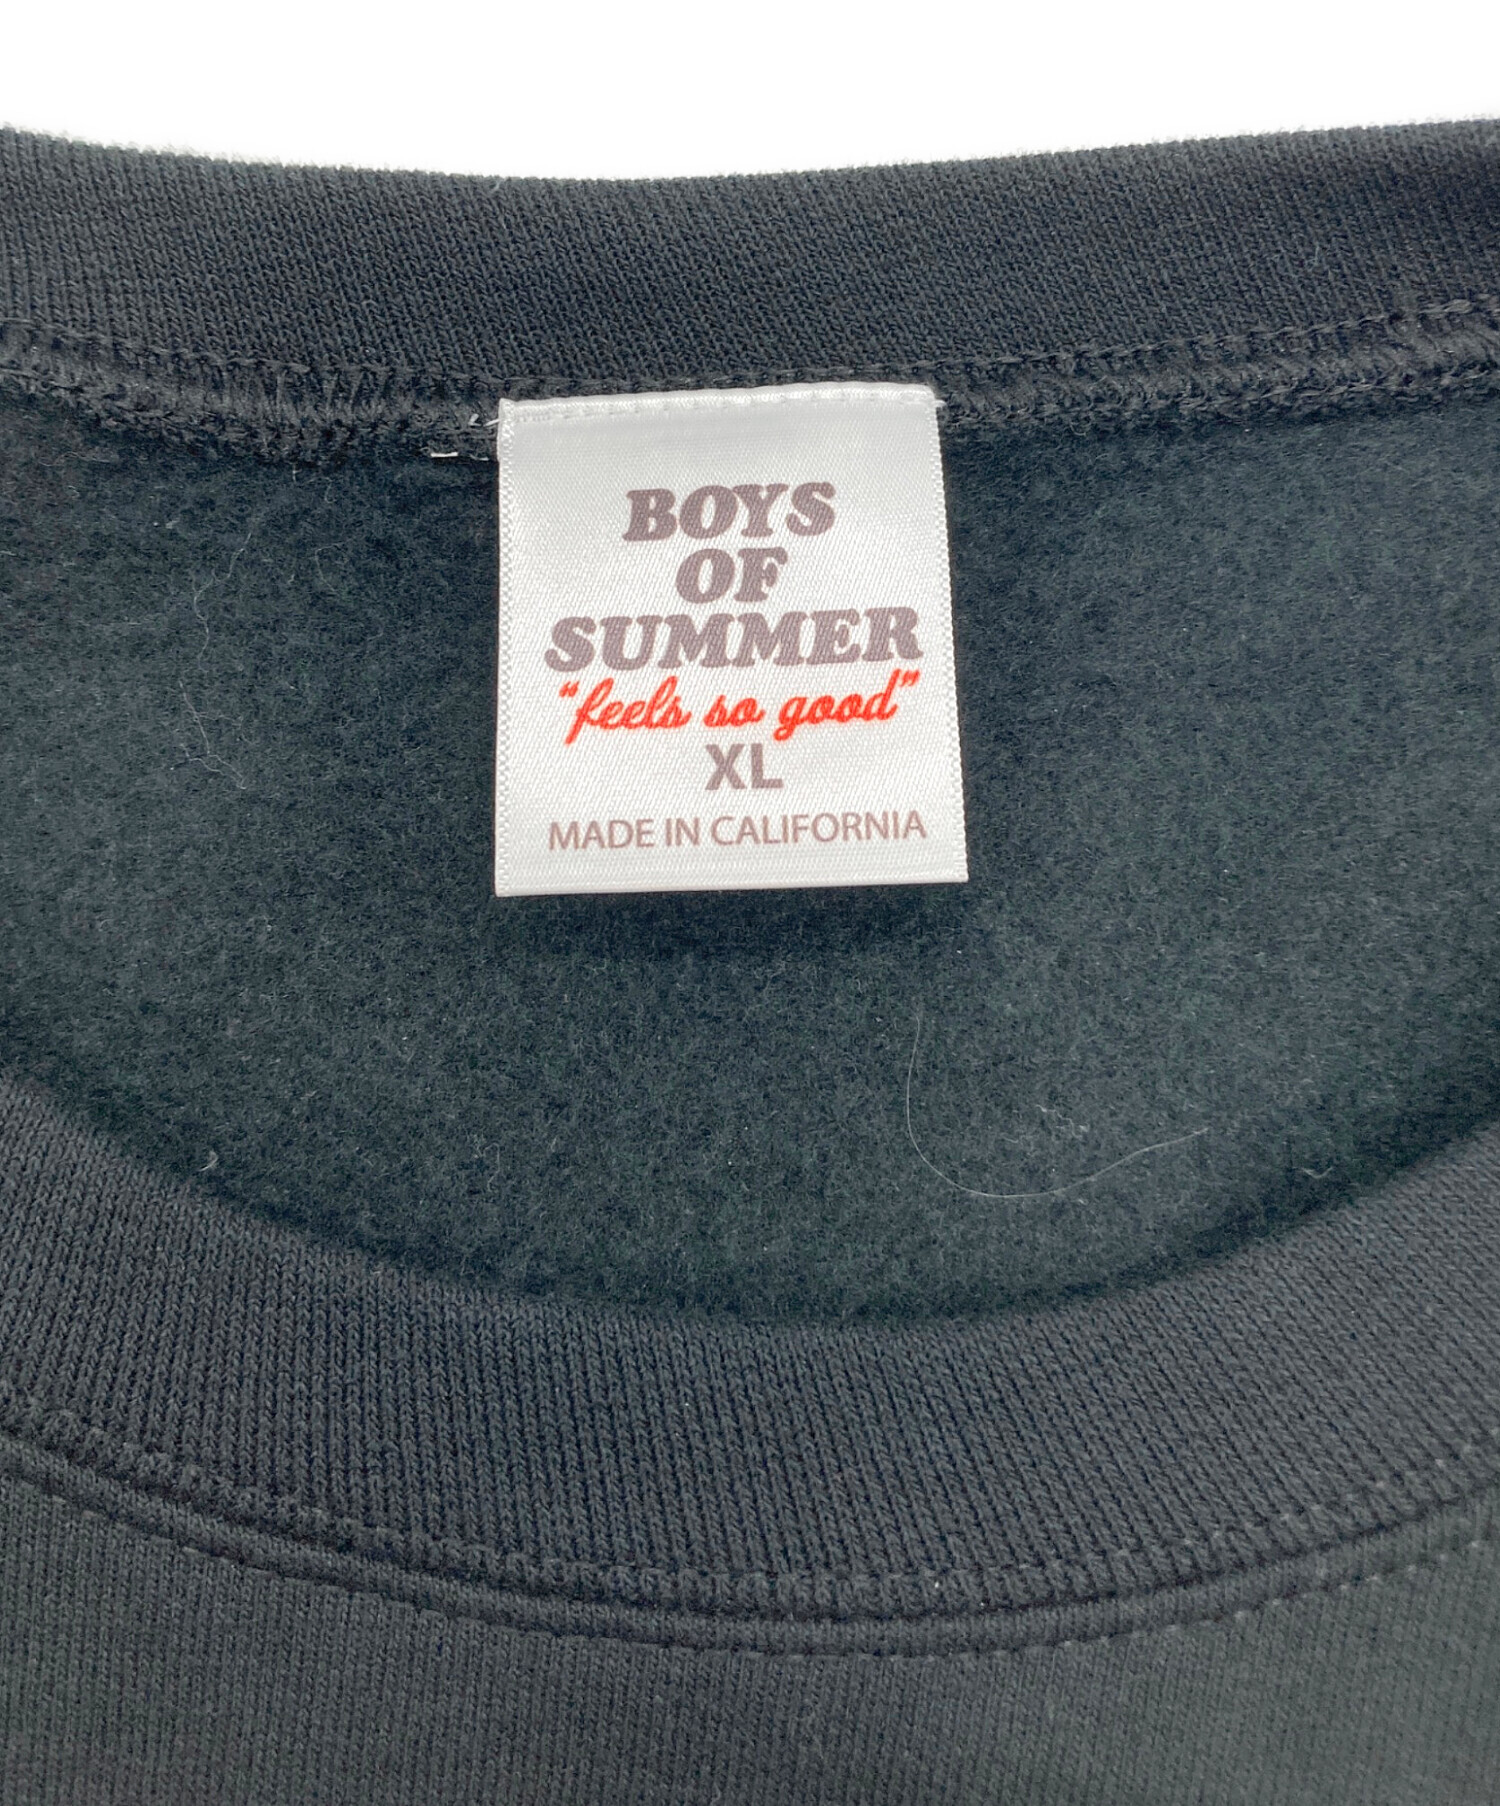 BOYS
OF
SUMMER
"feels so good"
XL
MADE IN CALIFORNIA